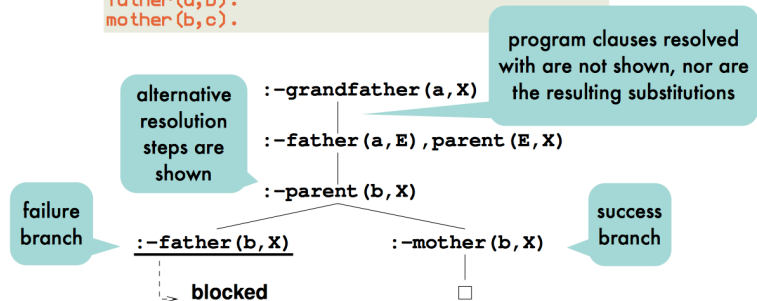 father(a,b).
mother(b,c).
program clauses resolved
with are not shown, nor are
the resulting substitutions
alternative
resolution
steps are
shown
:-grandfather(a,X)
:-father(a,E),parent(E,X)
:-parent(b,X)
failure
branch
:-father(b,X)
:-mother(b,X)
success
branch
blocked